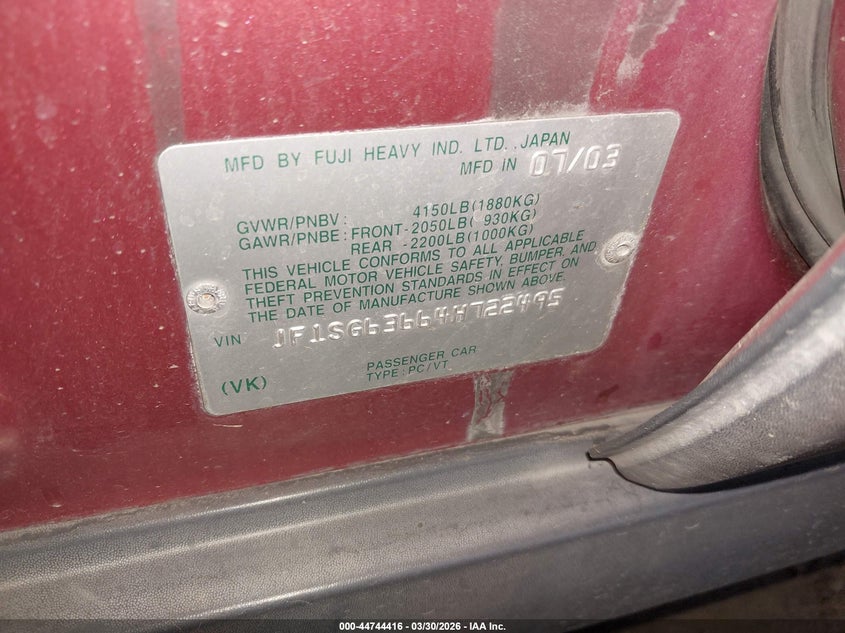 MFD BY FUJI HEAVY IND. LTD. JAPAN
MFD IN 07/03
GVWR/PNBV: 4150LB(1880KG)
GAWR/PNBE: FRONT-2050LB( 930KG)
REAR -2200LB(1000KG)
THIS VEHICLE CONFORMS TO ALL APPLICABLE
FEDERAL MOTOR VEHICLE SAFETY, BUMPER, AND
THEFT PREVENTION STANDARDS IN EFFECT ON
THE DATE OF MANUFACTURE SHOWN ABOVE.
VIN JF1SG63664H722495
PASSENGER CAR
(VK) TYPE: PC/VT
000-44744416 | 03/30/2026 - IAA Inc.